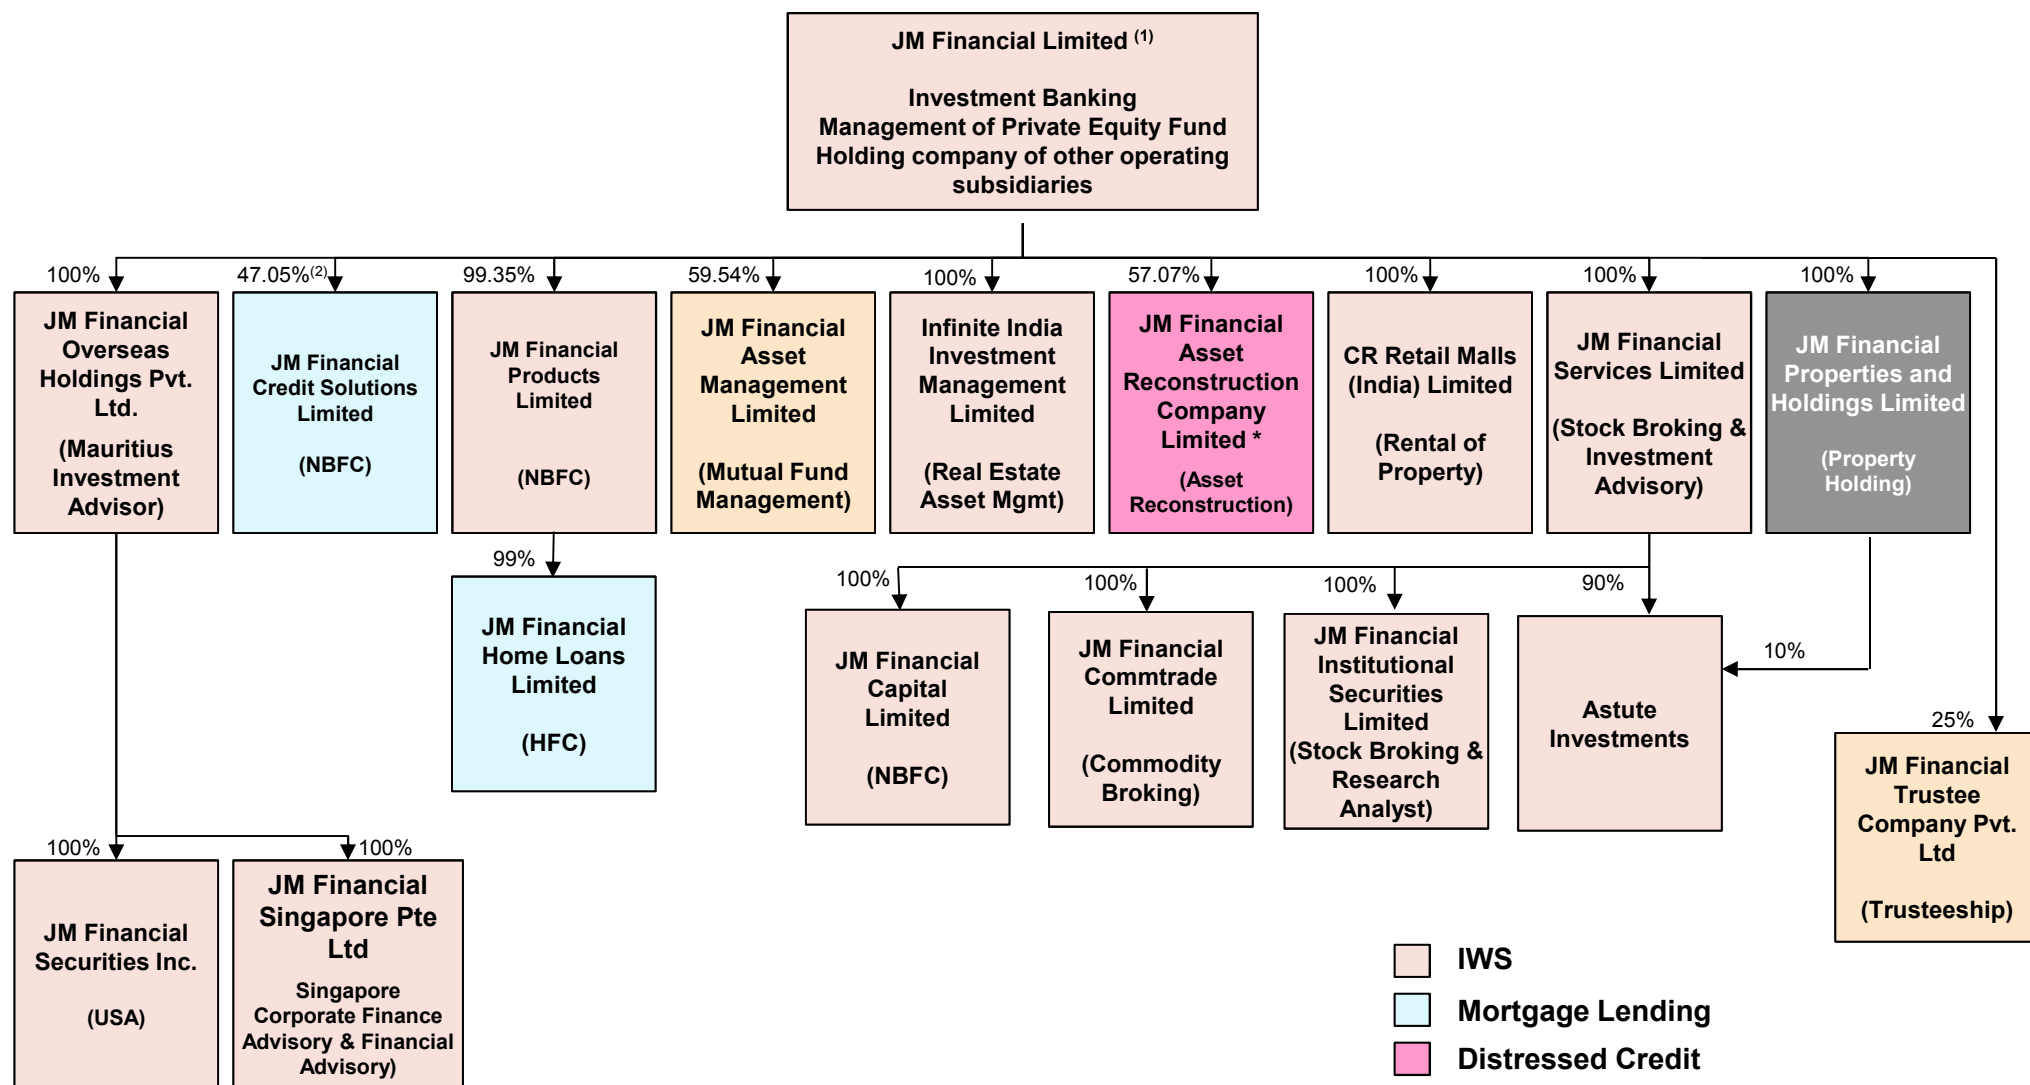 JM Financial Limited (1)
Investment Banking
Management of Private Equity Fund
Holding company of other operating
subsidiaries
100%
47.05%(2)
99.35%
59.54%
100%
57.07%
100%
100%
100%
JM Financial
Overseas
Holdings Pvt.
Ltd.
(Mauritius
Investment
Advisor)
JM Financial
Credit Solutions
Limited
(NBFC)
JM Financial
Products
Limited
(NBFC)
JM Financial
Asset
Management
Limited
(Mutual Fund
Management)
Infinite India
Investment
Management
Limited
(Real Estate
Asset Mgmt)
JM Financial
Asset
Reconstruction
Company
Limited *
(Asset
Reconstruction)
CR Retail Malls
(India) Limited
(Rental of
Property)
JM Financial
Services Limited
(Stock Broking &
Investment
Advisory)
JM Financial
Properties and
Holdings Limited
(Property
Holding)
99%
100%
100%
100%
90%
10%
25%
JM Financial
Home Loans
Limited
(HFC)
JM Financial
Capital
Limited
(NBFC)
JM Financial
Commtrade
Limited
(Commodity
Broking)
JM Financial
Institutional
Securities
Limited
(Stock Broking &
Research
Analyst)
Astute
Investments
JM Financial
Trustee
Company Pvt.
Ltd
(Trusteeship)
100%
100%
JM Financial
Securities Inc.
(USA)
JM Financial
Singapore Pte
Ltd
Singapore
Corporate Finance
Advisory & Financial
Advisory)
IWS
Mortgage Lending
Distressed Credit